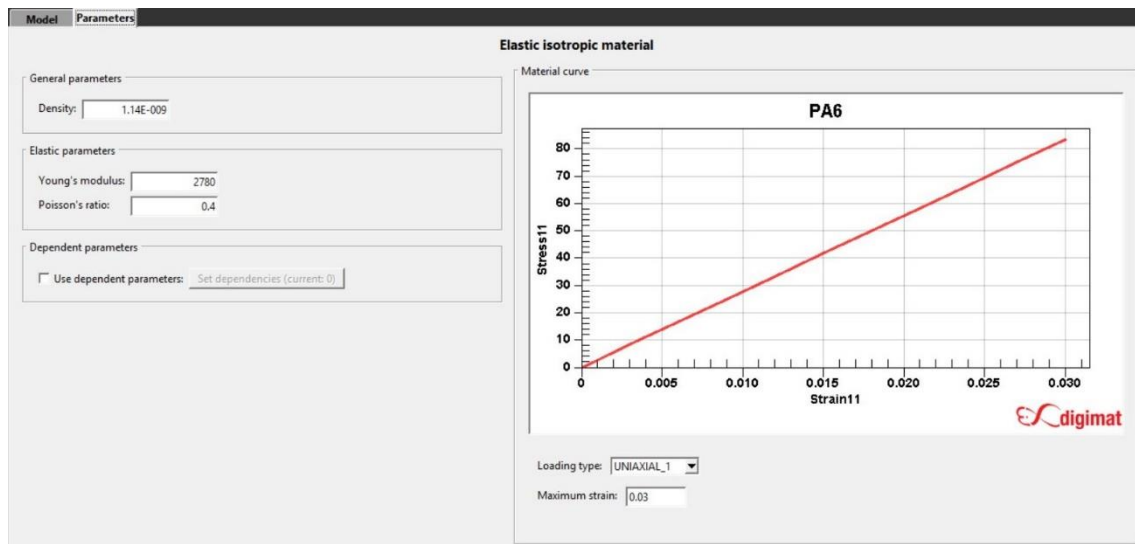 Model Parameters
Elastic isotropic material
General parameters
Density: 1.14E-009
Elastic parameters
Young's modulus: 2780
Poisson's ratio: 0.4
Dependent parameters
Use dependent parameters: Set dependencies (current: 0)
Material curve
PA6
80
70
60
50
40
30
20
10
0
Stress11
0 0.005 0.010 0.015 0.020 0.025 0.030
Strain11
digimat
Loading type: UNIAXIAL_1
Maximum strain: 0.03